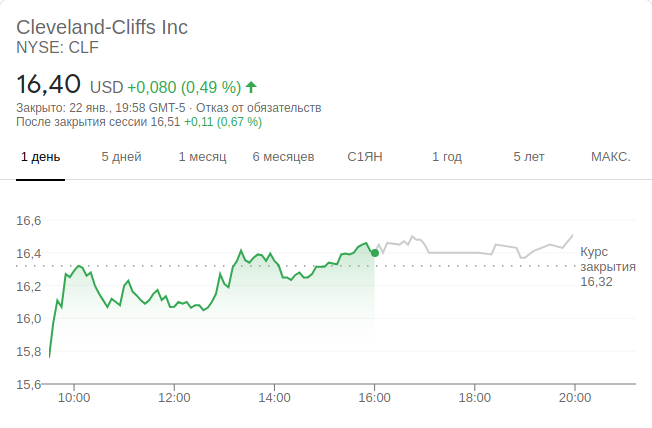 Cleveland-Cliffs Inc
NYSE: CLF
16,40 USD +0,080 (0,49 %)
Закрыто: 22 янв., 19:58 GMT-5 · Отказ от обязательств
После закрытия сессии 16,51 +0,11 (0,67 %)
1 день 5 дней 1 месяц 6 месяцев С1ЯН 1 год 5 лет МАКС.
16,6
16,4
16,2
16,0
15,8
15,6
Курс
закрытия
16,32
10:00 12:00 14:00 16:00 18:00 20:00